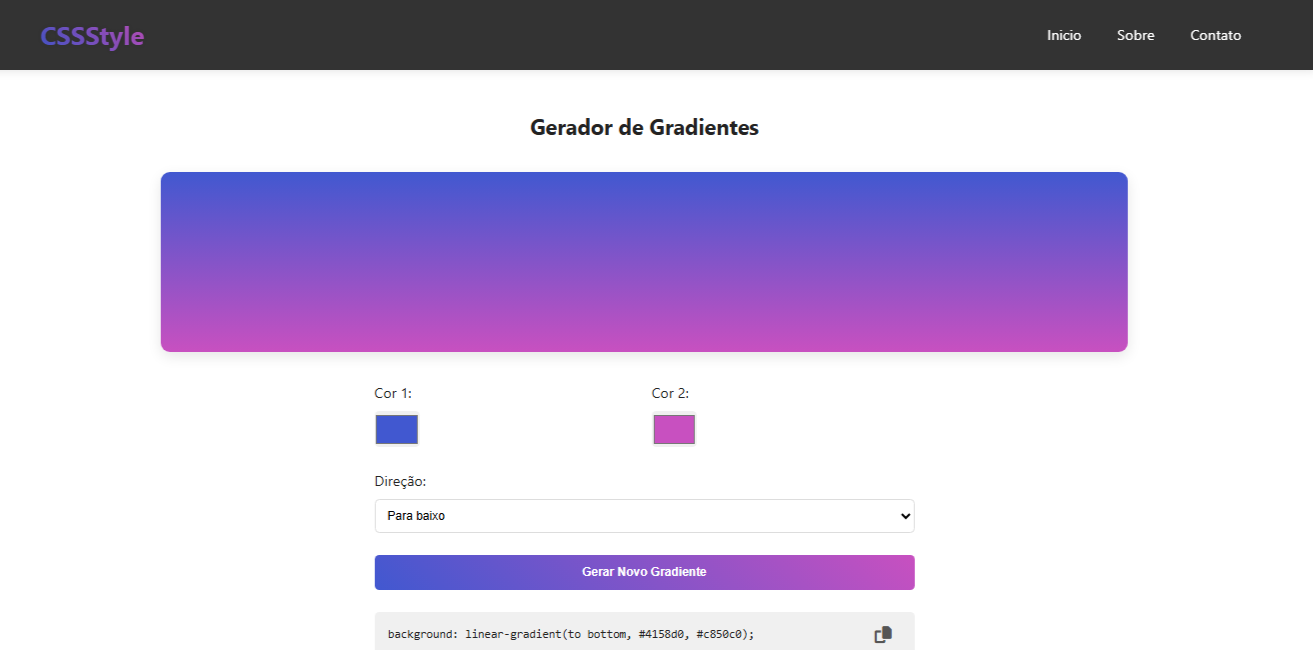 CSSStyle
Inicio Sobre Contato
Gerador de Gradientes
Cor 1: Cor 2:
Direção:
Para baixo
Gerar Novo Gradiente
background: linear-gradient(to bottom, #4158d0, #c850c0);